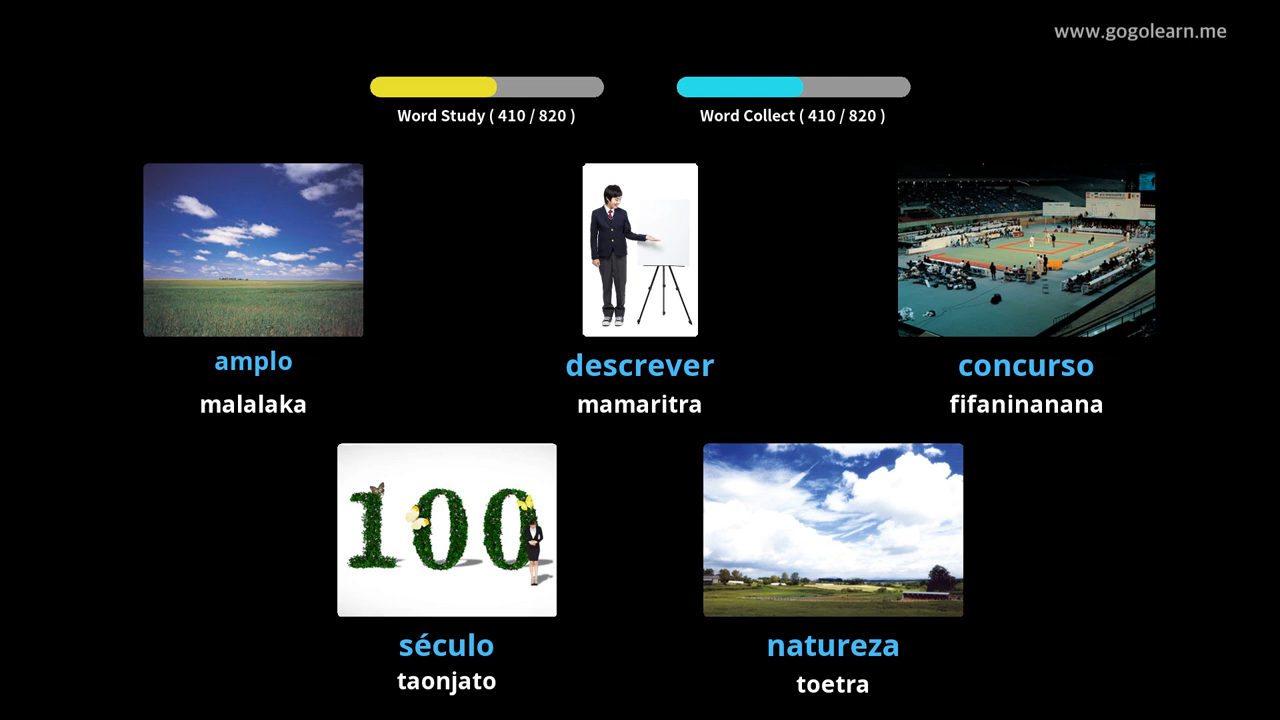 www.gogolearn.me
Word Study ( 410 / 820 )
Word Collect ( 410 / 820 )
amplo
malalaka
descrever
mamaritra
concurso
fifaninanana
100
século
taonjato
natureza
toetra